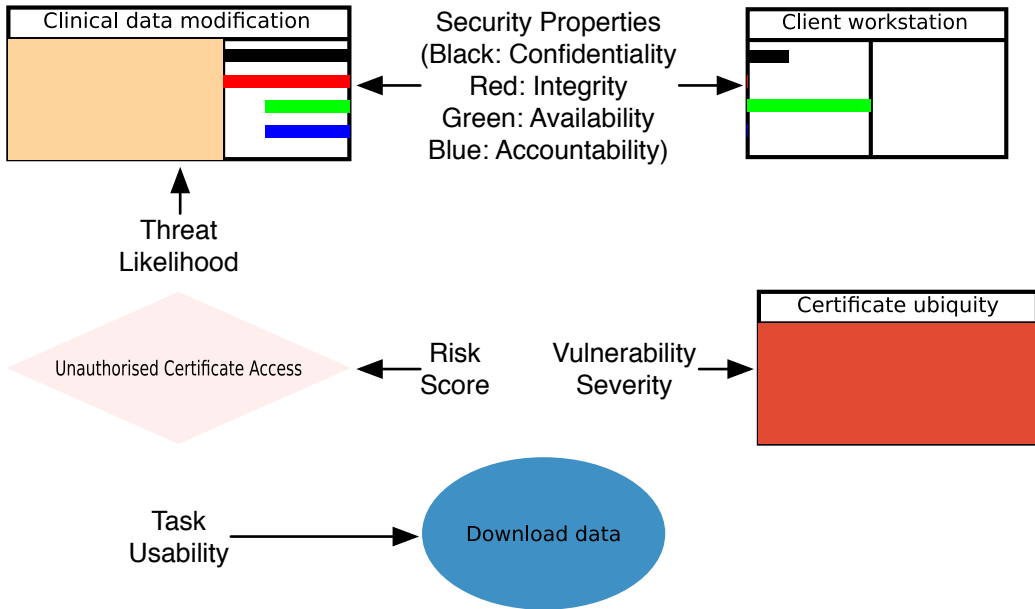 Clinical data modification
Security Properties
(Black: Confidentiality
Red: Integrity
Green: Availability
Blue: Accountability)
Client workstation
Threat
Likelihood
Unauthorised Certificate Access
Risk
Score
Vulnerability
Severity
Certificate ubiquity
Task
Usability
Download data